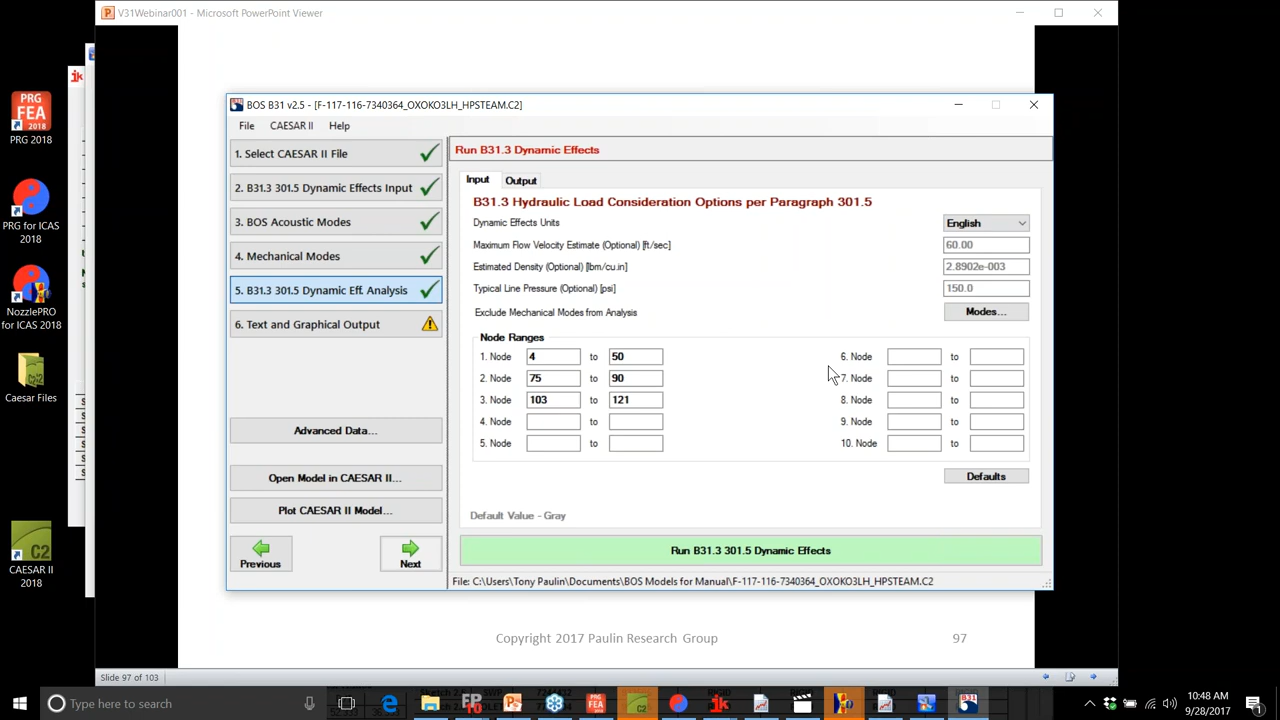 V31Webinar001 - Microsoft PowerPoint Viewer
BOS B31 v2.5 - [F-117-116-7340364_OXOKO3LH_HPSTEAM.C2]
File CAESAR II Help
1. Select CAESAR II File
2. B31.3 301.5 Dynamic Effects Input
3. BOS Acoustic Modes
4. Mechanical Modes
5. B31.3 301.5 Dynamic Eff. Analysis
6. Text and Graphical Output
Advanced Data...
Open Model in CAESAR II...
Plot CAESAR II Model...
Previous
Next
Run B31.3 Dynamic Effects
Input Output
B31.3 Hydraulic Load Consideration Options per Paragraph 301.5
Dynamic Effects Units English
Maximum Flow Velocity Estimate (Optional) [ft/sec] 60.00
Estimated Density (Optional) [lbm/cu.in] 2.8902e-003
Typical Line Pressure (Optional) [psi] 150.0
Exclude Mechanical Modes from Analysis Modes...
Node Ranges
1. Node 4 to 50 6. Node to
2. Node 75 to 90 7. Node to
3. Node 103 to 121 8. Node to
4. Node to 9. Node to
5. Node to 10. Node to
Defaults
Default Value - Gray
Run B31.3 301.5 Dynamic Effects
File: C:\Users\Tony Paulin\Documents\BOS Models for Manual\F-117-116-7340364_OXOKO3LH_HPSTEAM.C2
Copyright 2017 Paulin Research Group 97
Slide 97 of 103
PRG FEA 2018
PRG 2018
PRG for ICAS
2018
NozzlePRO
for ICAS 2018
C2
Caesar Files
C2
CAESAR II
2018
ik
Type here to search
10:48 AM
9/28/2017